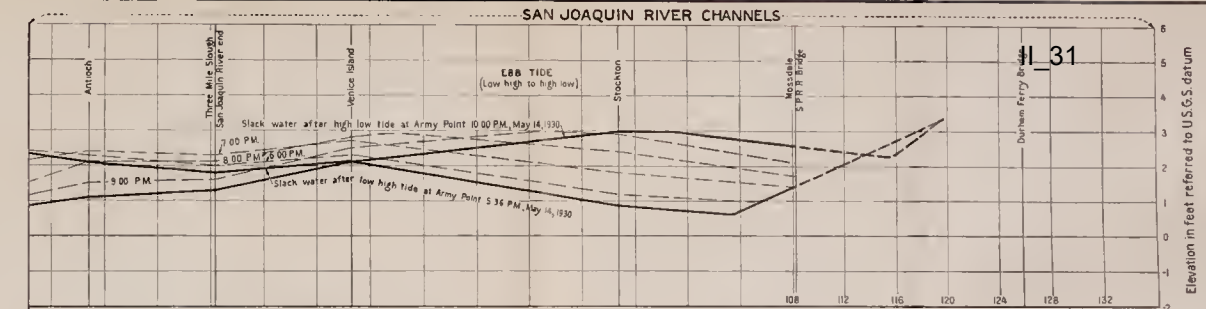 SAN JOAQUIN RIVER CHANNELS
II_31
Antioch
Three Mile Slough
San Joaquin River end
Venice Island
EBB TIDE
(Low high to high low)
Stockton
Mossdale
S.P.R.R Bridge
Durham Ferry Bridge
Slack water after high low tide at Army Point 10:00 P.M., May 14, 1930
7:00 P.M.
8:00 P.M.
6:00 P.M.
9:00 P.M.
Slack water after low high tide at Army Point 5:36 P.M., May 14, 1930
6
5
4
3
2
1
0
-1
-2
Elevation in feet referred to U.S.G.S. datum
108 112 116 120 124 128 132